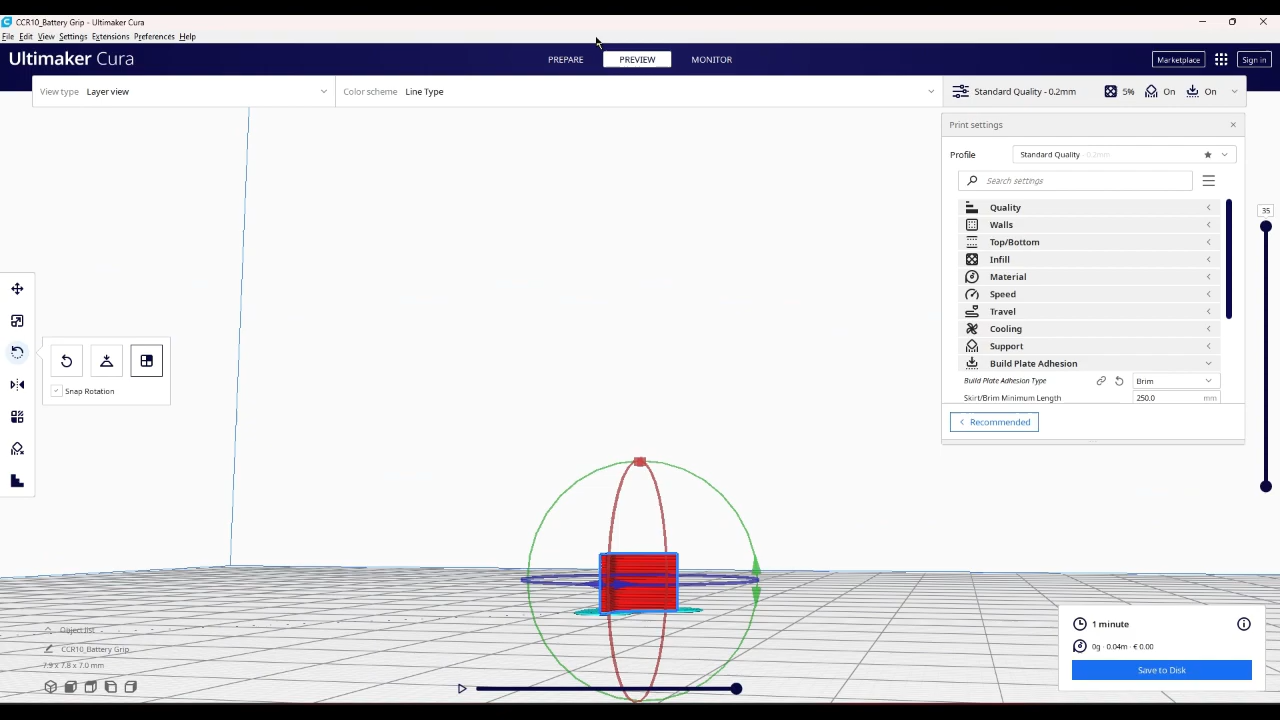 CCR10_Battery Grip - Ultimaker Cura
File Edit View Settings Extensions Preferences Help
Ultimaker Cura
PREPARE
PREVIEW
MONITOR
Marketplace
Sign in
View type Layer view
Color scheme Line Type
Standard Quality - 0.2mm
5%
On
On
Print settings
Profile
Standard Quality - 0.2mm
Search settings
35
Quality
Walls
Top/Bottom
Infill
Material
Speed
Travel
Cooling
Support
Build Plate Adhesion
Build Plate Adhesion Type
Brim
Skirt/Brim Minimum Length
250.0 mm
Recommended
Snap Rotation
1 minute
0g · 0.04m · € 0.00
Save to Disk
Object list
CCR10_Battery Grip
7.9 x 7.8 x 7.0 mm